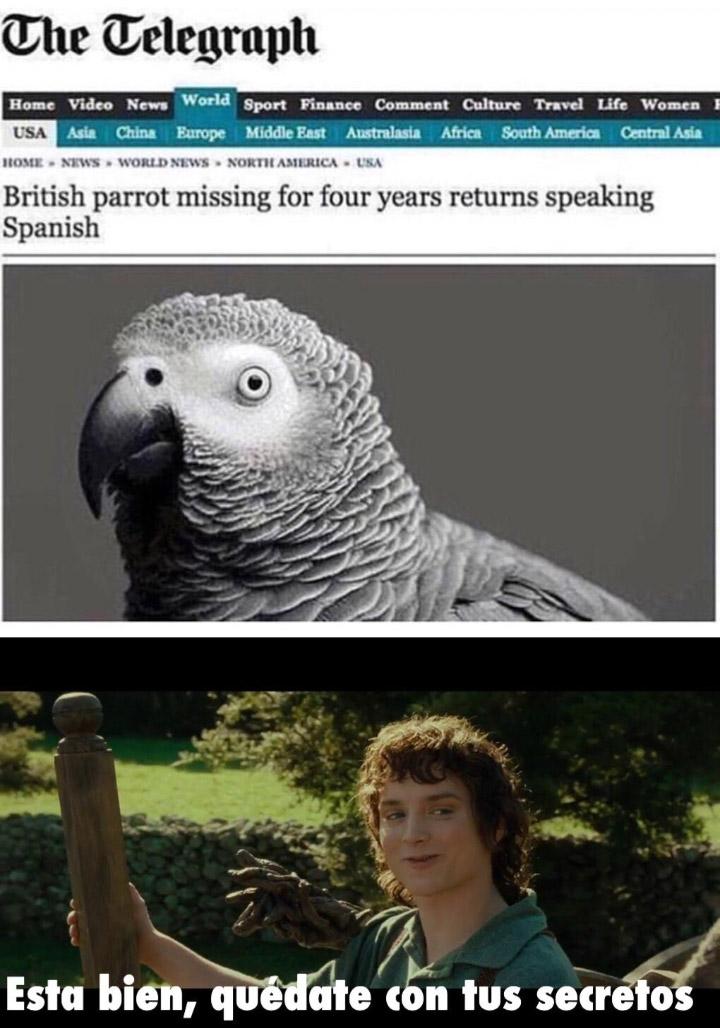 The Telegraph
Home Video News World Sport Finance Comment Culture Travel Life Women
USA Asia China Europe Middle East Australasia Africa South America Central Asia
HOME » NEWS » WORLD NEWS » NORTH AMERICA » USA
British parrot missing for four years returns speaking
Spanish
Esta bien, quédate con tus secretos